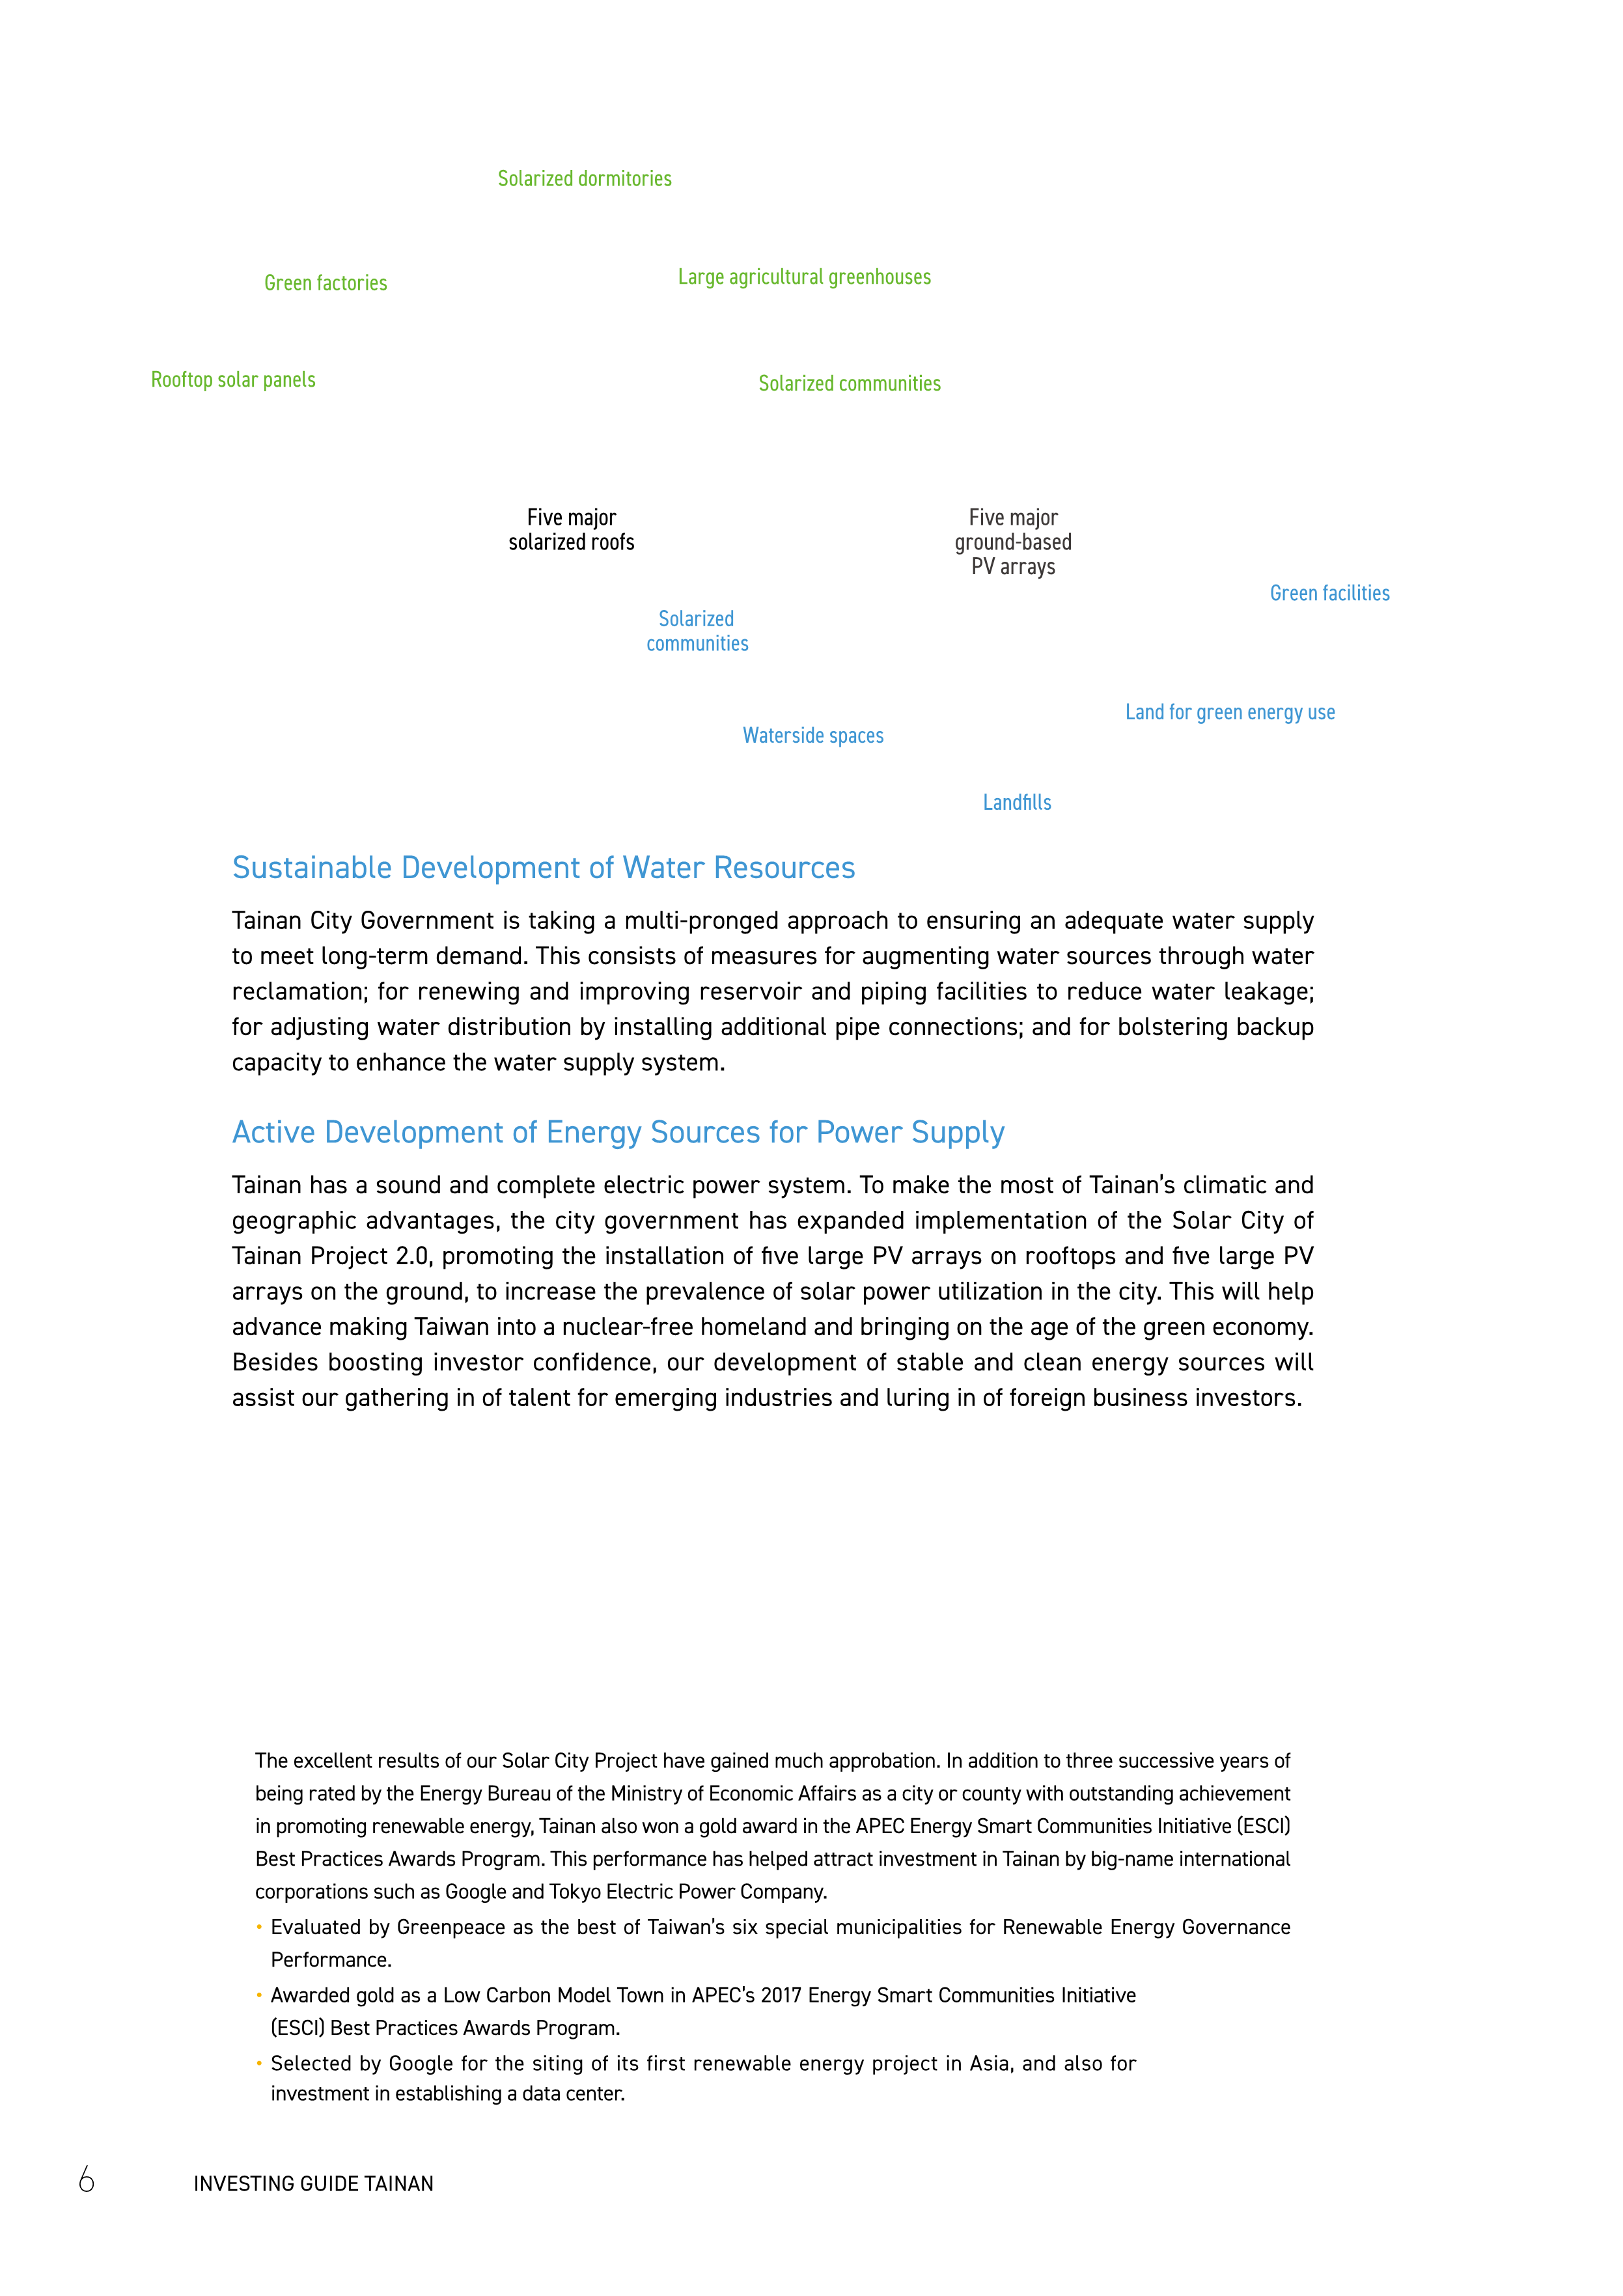 Solarized dormitories
Green factories
Large agricultural greenhouses
Rooftop solar panels
Solarized communities
Five major
solarized roofs
Five major
ground-based
PV arrays
Green facilities
Solarized
communities
Land for green energy use
Waterside spaces
Landfills
Sustainable Development of Water Resources
Tainan City Government is taking a multi-pronged approach to ensuring an adequate water supply
to meet long-term demand. This consists of measures for augmenting water sources through water
reclamation; for renewing and improving reservoir and piping facilities to reduce water leakage;
for adjusting water distribution by installing additional pipe connections; and for bolstering backup
capacity to enhance the water supply system.
Active Development of Energy Sources for Power Supply
Tainan has a sound and complete electric power system. To make the most of Tainan's climatic and
geographic advantages, the city government has expanded implementation of the Solar City of
Tainan Project 2.0, promoting the installation of five large PV arrays on rooftops and five large PV
arrays on the ground, to increase the prevalence of solar power utilization in the city. This will help
advance making Taiwan into a nuclear-free homeland and bringing on the age of the green economy.
Besides boosting investor confidence, our development of stable and clean energy sources will
assist our gathering in of talent for emerging industries and luring in of foreign business investors.
The excellent results of our Solar City Project have gained much approbation. In addition to three successive years of
being rated by the Energy Bureau of the Ministry of Economic Affairs as a city or county with outstanding achievement
in promoting renewable energy, Tainan also won a gold award in the APEC Energy Smart Communities Initiative (ESCI)
Best Practices Awards Program. This performance has helped attract investment in Tainan by big-name international
corporations such as Google and Tokyo Electric Power Company.
• Evaluated by Greenpeace as the best of Taiwan's six special municipalities for Renewable Energy Governance
Performance.
• Awarded gold as a Low Carbon Model Town in APEC's 2017 Energy Smart Communities Initiative
(ESCI) Best Practices Awards Program.
• Selected by Google for the siting of its first renewable energy project in Asia, and also for
investment in establishing a data center.
6 INVESTING GUIDE TAINAN